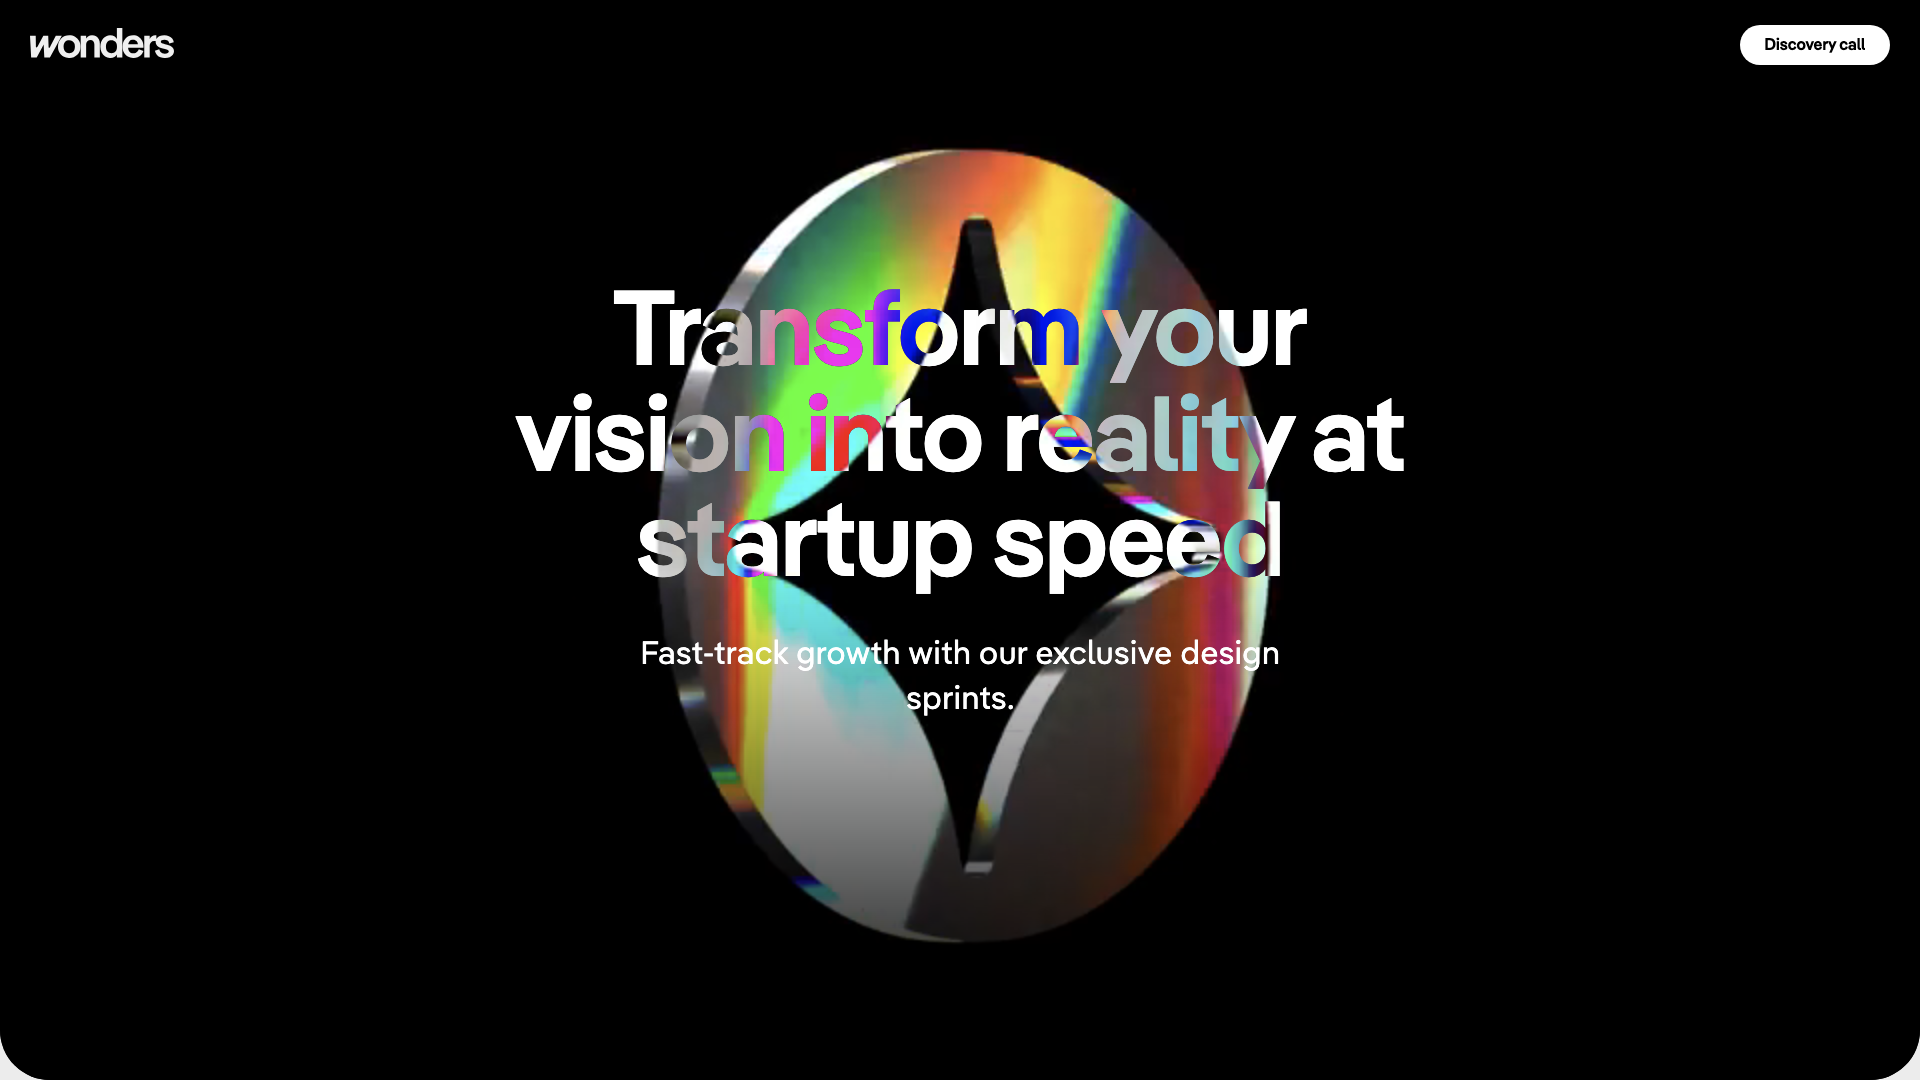 wonders
Discovery call
Transform your
vision into reality at
startup speed
Fast-track growth with our exclusive design
sprints.